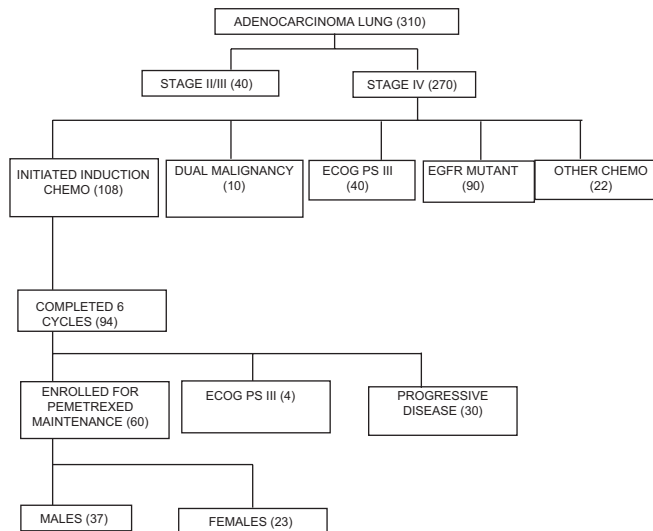 ADENOCARCINOMA LUNG (310)
STAGE II/III (40)
STAGE IV (270)
INITIATED INDUCTION
CHEMO (108)
DUAL MALIGNANCY
(10)
ECOG PS III
(40)
EGFR MUTANT
(90)
OTHER CHEMO
(22)
COMPLETED 6
CYCLES (94)
ENROLLED FOR
PEMETREXED
MAINTENANCE (60)
ECOG PS III (4)
PROGRESSIVE
DISEASE (30)
MALES (37)
FEMALES (23)